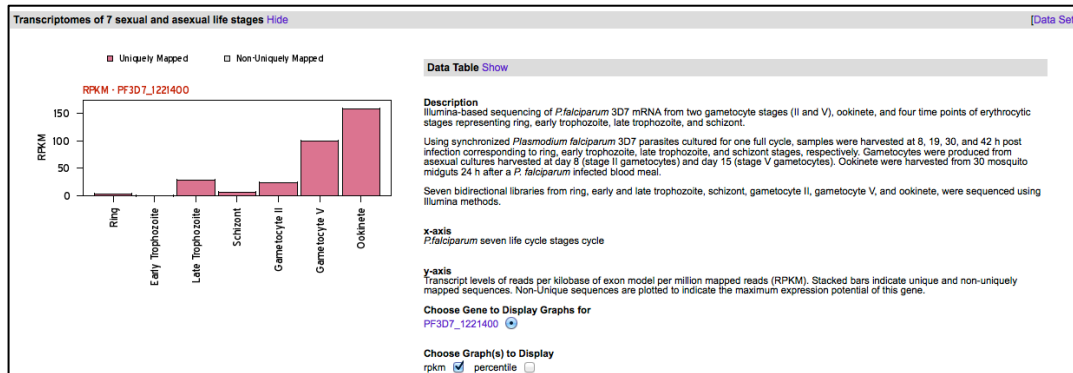 Transcriptomes of 7 sexual and asexual life stages Hide
[Data Set
Uniquely Mapped
Non-Uniquely Mapped
RPKM - PF3D7_1221400
150
100
50
0
RPKM
Ring
Early Trophozoite
Late Trophozoite
Schizont
Gametocyte II
Gametocyte V
Ookinete
Data Table Show
Description
Illumina-based sequencing of P.falciparum 3D7 mRNA from two gametocyte stages (II and V), ookinete, and four time points of erythrocytic
stages representing ring, early trophozoite, late trophozoite, and schizont.
Using synchronized Plasmodium falciparum 3D7 parasites cultured for one full cycle, samples were harvested at 8, 19, 30, and 42 h post
infection corresponding to ring, early trophozoite, late trophozoite, and schizont stages, respectively. Gametocytes were produced from
asexual cultures harvested at day 8 (stage II gametocytes) and day 15 (stage V gametocytes). Ookinete were harvested from 30 mosquito
midguts 24 h after a P. falciparum infected blood meal.
Seven bidirectional libraries from ring, early and late trophozoite, schizont, gametocyte II, gametocyte V, and ookinete, were sequenced using
Illumina methods.
x-axis
P.falciparum seven life cycle stages cycle
y-axis
Transcript levels of reads per kilobase of exon model per million mapped reads (RPKM). Stacked bars indicate unique and non-uniquely
mapped sequences. Non-Unique sequences are plotted to indicate the maximum expression potential of this gene.
Choose Gene to Display Graphs for
PF3D7_1221400
Choose Graph(s) to Display
rpkm percentile